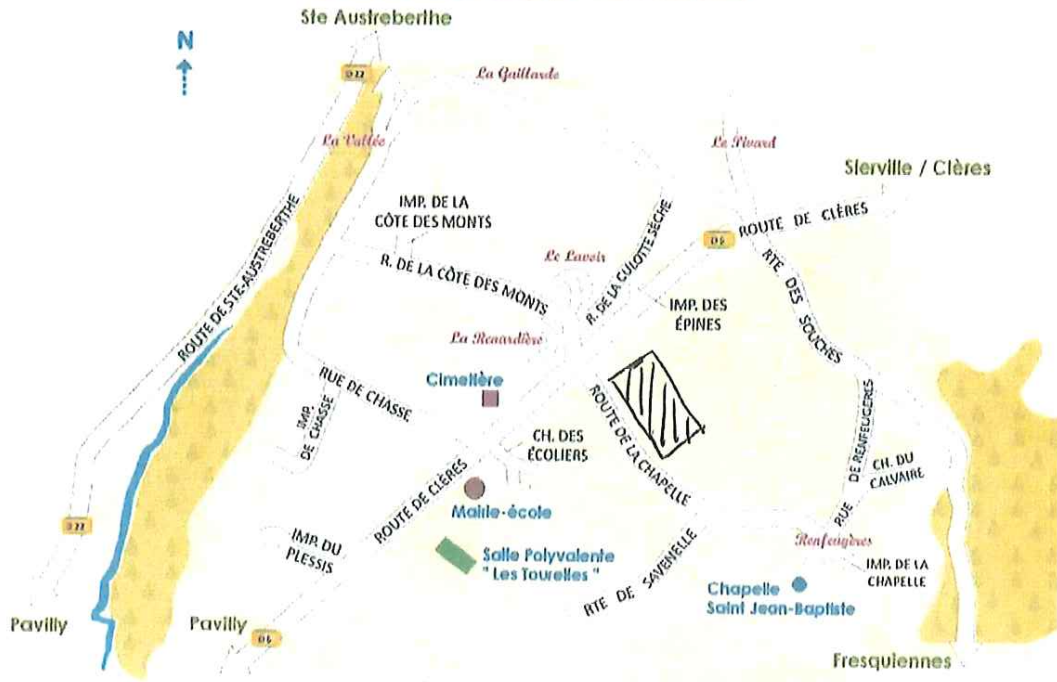 Ste Austreberthe
N
D 22
La Gaillarde
La Vallée
Le Pivard
Sierville / Clères
IMP. DE LA
CÔTE DES MONTS
ROUTE DE CLÈRES
D 6
R. DE LA CULOTTE SÈCHE
ROUTE DE STE-AUSTREBERTHE
Le Lavoir
R. DE LA CÔTE DES MONTS
RTE DES SOUCHES
IMP. DES
ÉPINES
La Renardière
RUE DE CHASSE
Cimetière
IMP.
DE CHASSE
ROUTE DE LA CHAPELLE
CH. DES
ÉCOLIERS
RUE DE RENFEUGÈRES
CH. DU
CALVAIRE
ROUTE DE CLÈRES
Mairie-école
D 22
IMP. DU
PLESSIS
Salle Polyvalente
" Les Tourelles "
RTE DE SAVENELLE
Renfeugères
IMP. DE LA
CHAPELLE
Chapelle
Saint Jean-Baptiste
Pavilly
Pavilly
D 6
Fresquiennes